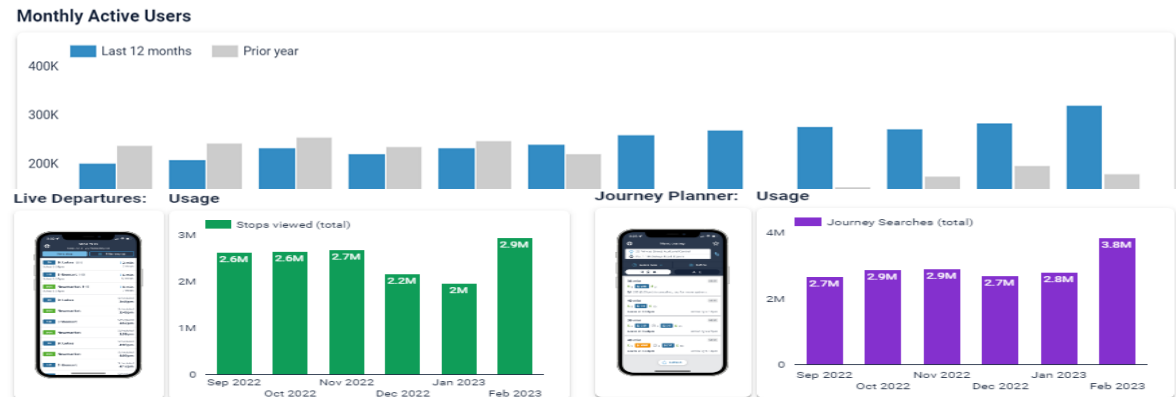 Monthly Active Users
Last 12 months Prior year
400K
300K
200K
Live Departures: Usage
Stops viewed (total)
3M
2M
1M
0
2.6M 2.6M 2.7M 2.2M 2M 2.9M
Sep 2022 Nov 2022 Jan 2023
Oct 2022 Dec 2022 Feb 2023
Journey Planner: Usage
Journey Searches (total)
4M
2M
0
2.7M 2.9M 2.9M 2.7M 2.8M 3.8M
Sep 2022 Nov 2022 Jan 2023
Oct 2022 Dec 2022 Feb 2023